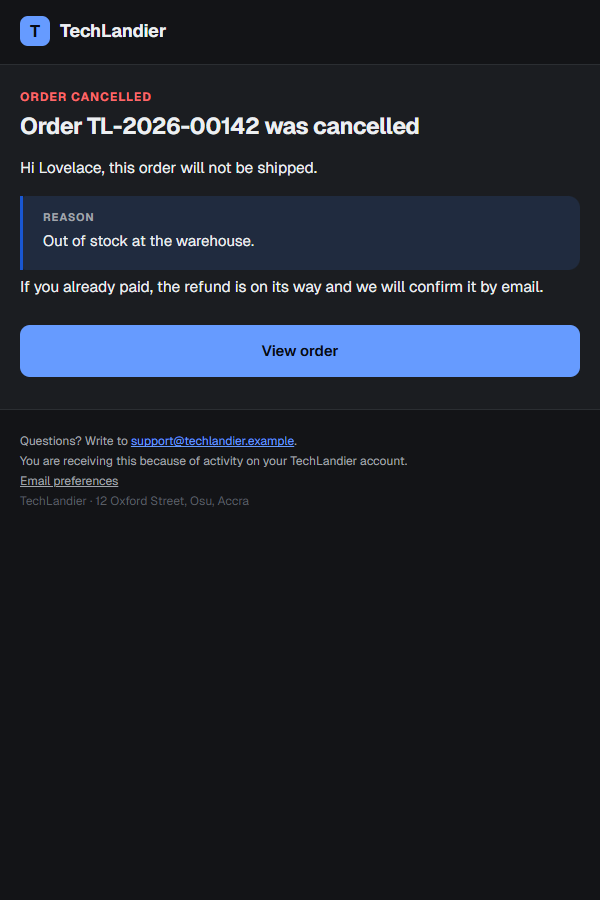 T TechLandier
ORDER CANCELLED
Order TL-2026-00142 was cancelled
Hi Lovelace, this order will not be shipped.
REASON
Out of stock at the warehouse.
If you already paid, the refund is on its way and we will confirm it by email.
View order
Questions? Write to support@techlandier.example.
You are receiving this because of activity on your TechLandier account.
Email preferences
TechLandier · 12 Oxford Street, Osu, Accra